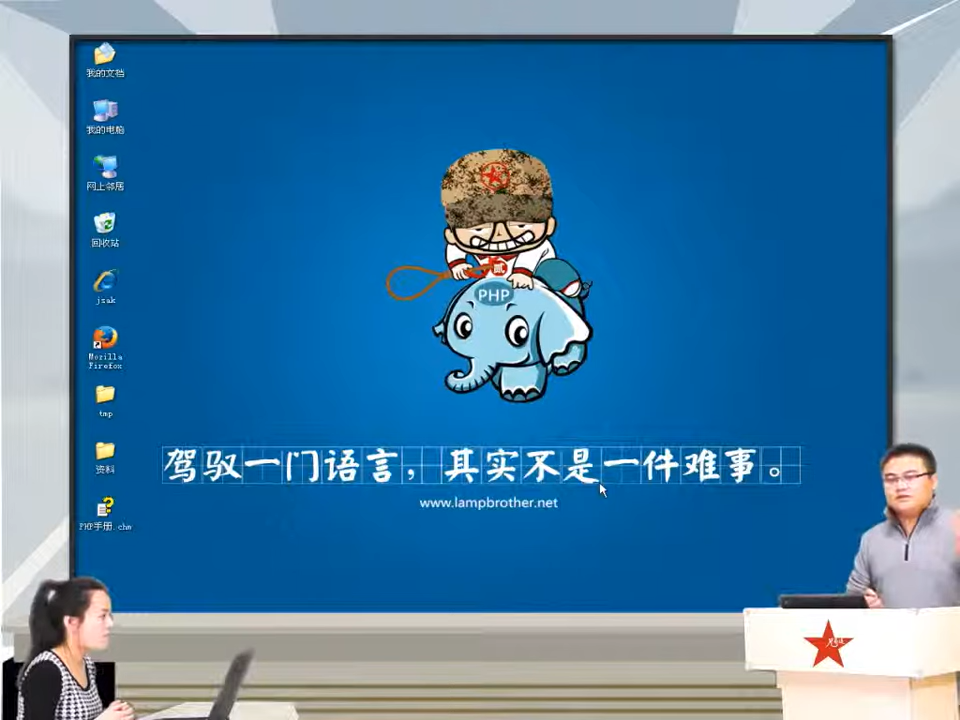 我的文档
我的电脑
网上邻居
回收站
jsak
Mozilla
Firefox
tmp
资料
PHP手册.chm
貳
PHP
驾驭一门语言，其实不是一件难事。
www.lampbrother.net